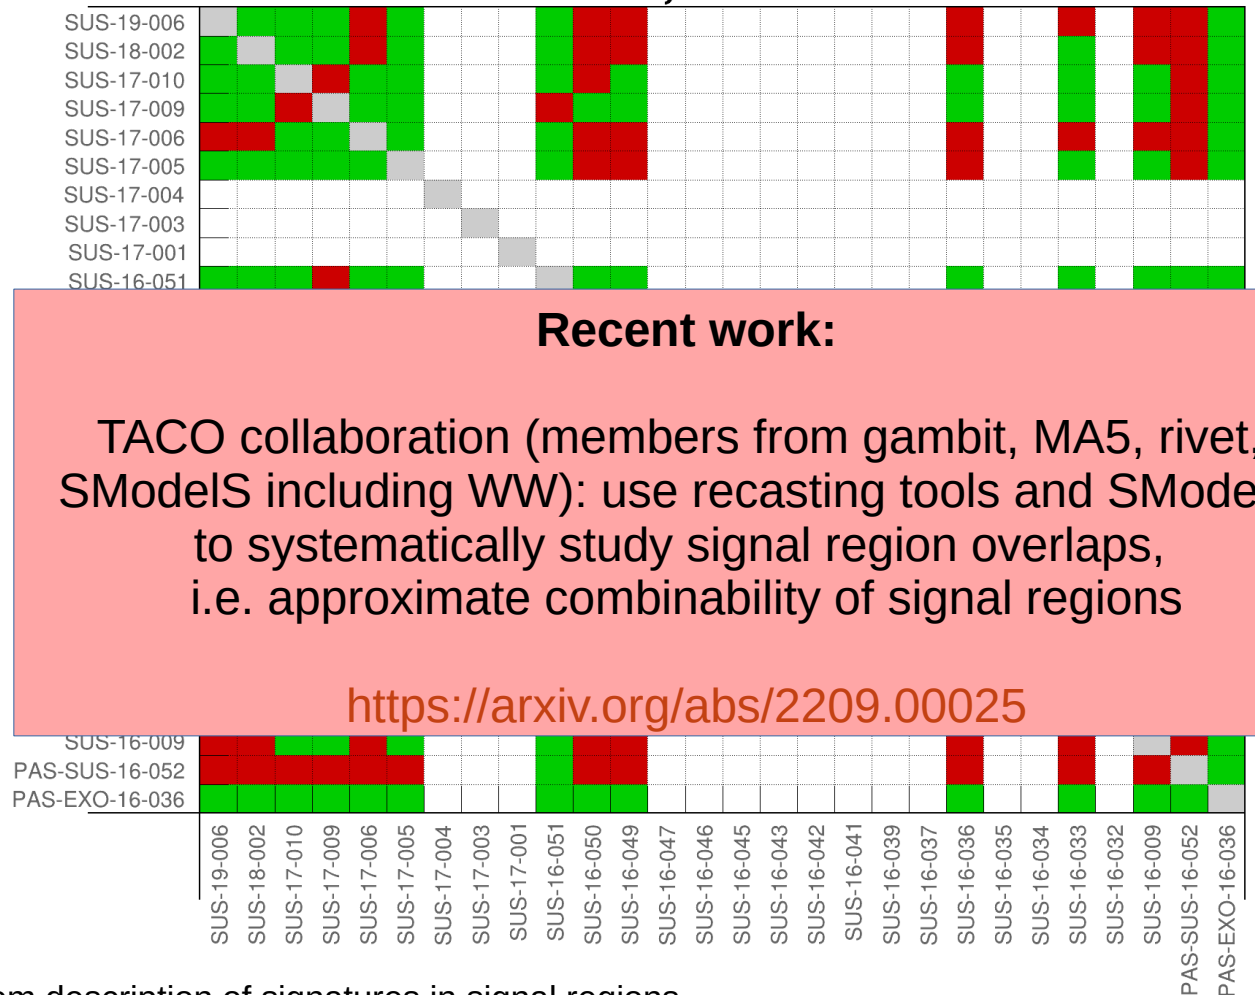 SUS-19-006
SUS-18-002
SUS-17-010
SUS-17-009
SUS-17-006
SUS-17-005
SUS-17-004
SUS-17-003
SUS-17-001
SUS-16-051
Recent work:
TACO collaboration (members from gambit, MA5, rivet,
SModelS including WW): use recasting tools and SMode
to systematically study signal region overlaps,
i.e. approximate combinability of signal regions
https://arxiv.org/abs/2209.00025
SUS-16-009
PAS-SUS-16-052
PAS-EXO-16-036
SUS-19-006
SUS-18-002
SUS-17-010
SUS-17-009
SUS-17-006
SUS-17-005
SUS-17-004
SUS-17-003
SUS-17-001
SUS-16-051
SUS-16-050
SUS-16-049
SUS-16-047
SUS-16-046
SUS-16-045
SUS-16-043
SUS-16-042
SUS-16-041
SUS-16-039
SUS-16-037
SUS-16-036
SUS-16-035
SUS-16-034
SUS-16-033
SUS-16-032
SUS-16-009
PAS-SUS-16-052
PAS-EXO-16-036
om description of signatures in signal regions